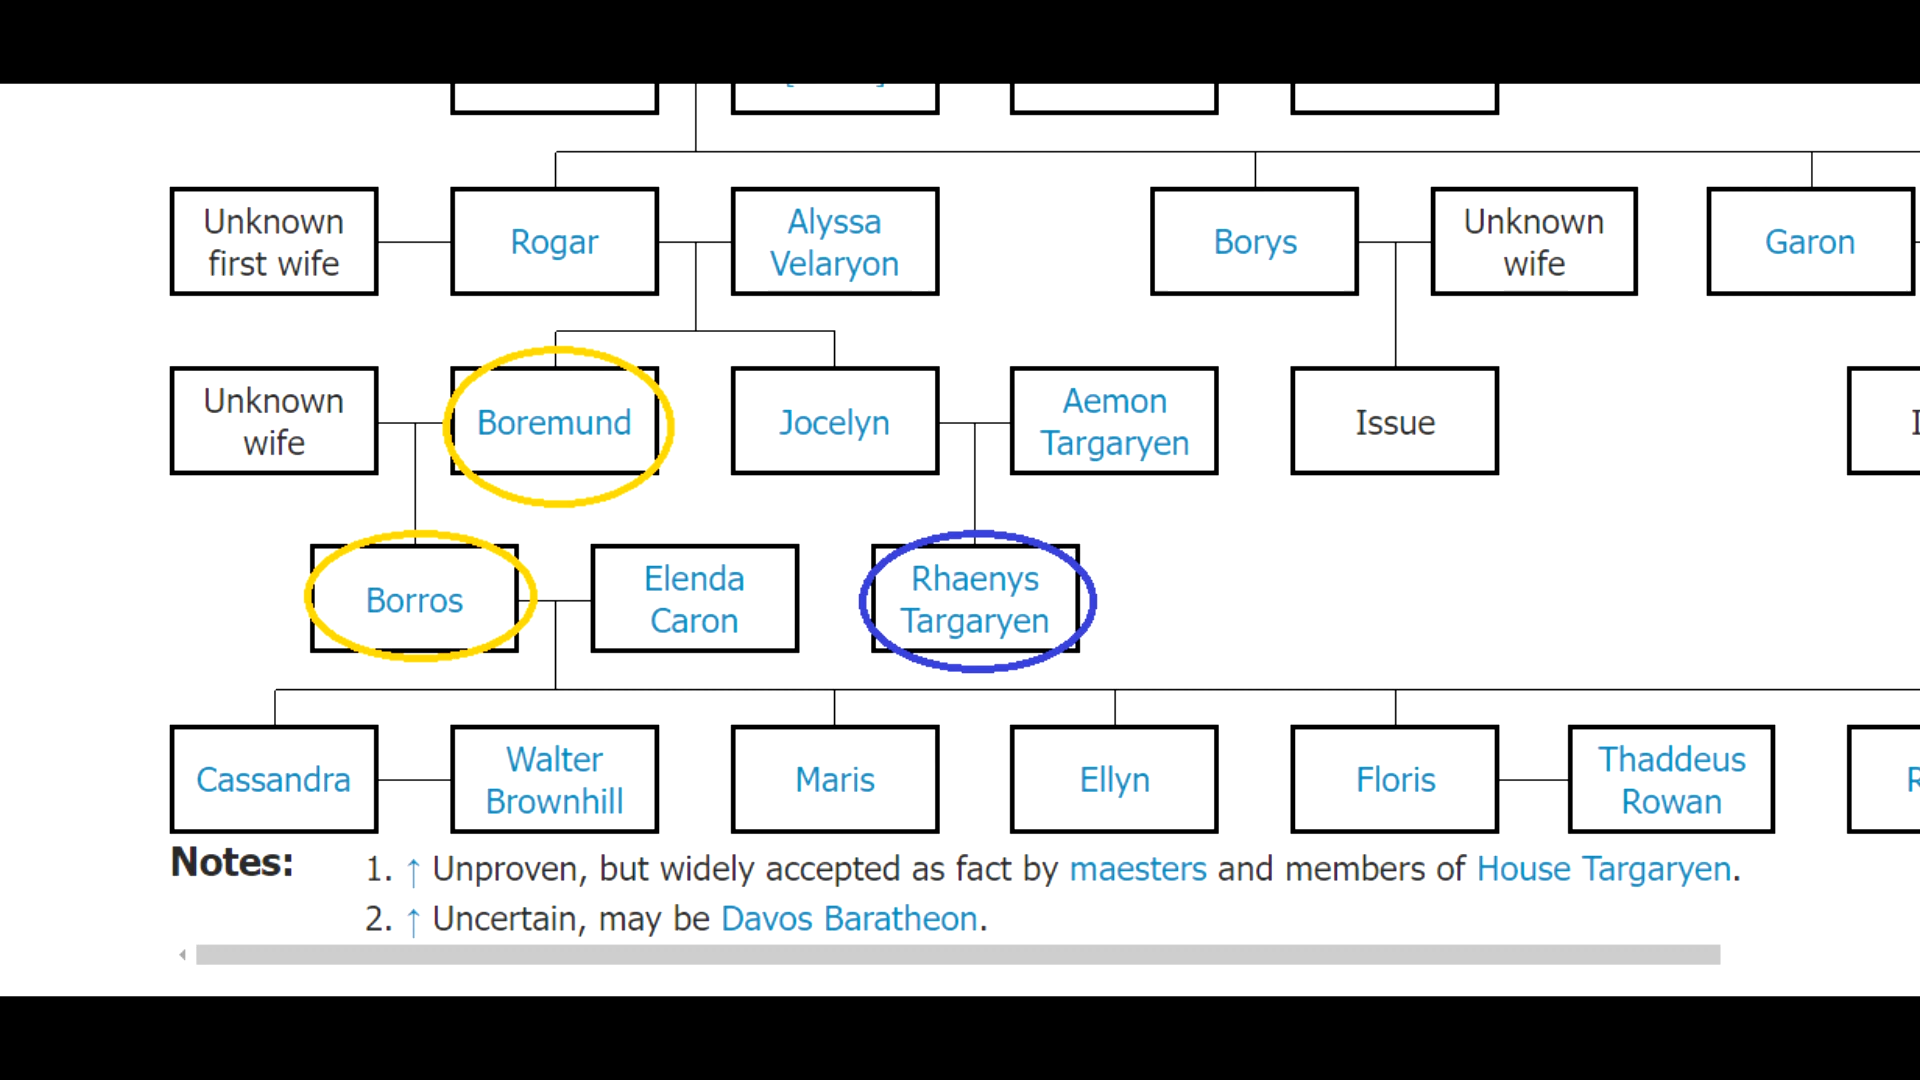 Unknown
first wife
Rogar
Alyssa
Velaryon
Borys
Unknown
wife
Garon
Unknown
wife
Boremund
Jocelyn
Aemon
Targaryen
Issue
Borros
Elenda
Caron
Rhaenys
Targaryen
Cassandra
Walter
Brownhill
Maris
Ellyn
Floris
Thaddeus
Rowan
Notes:
1. ↑ Unproven, but widely accepted as fact by maesters and members of House Targaryen.
2. ↑ Uncertain, may be Davos Baratheon.